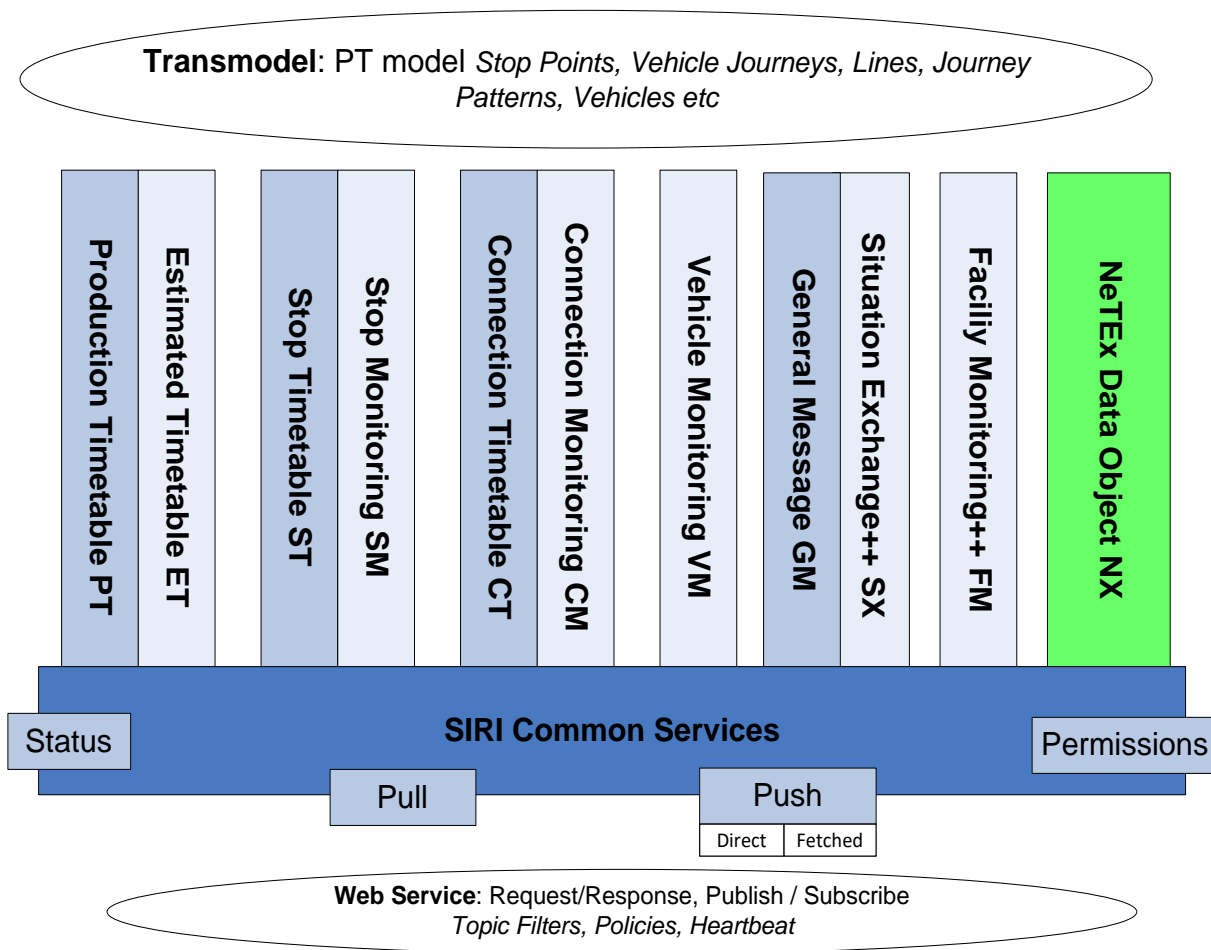 Transmodel: PT model Stop Points, Vehicle Journeys, Lines, Journey
Patterns, Vehicles etc
Production Timetable PT
Estimated Timetable ET
Stop Timetable ST
Stop Monitoring SM
Connection Timetable CT
Connection Monitoring CM
Vehicle Monitoring VM
General Message GM
Situation Exchange++ SX
Faciliy Monitoring++ FM
NeTEx Data Object NX
SIRI Common Services
Status
Permissions
Pull
Push
Direct
Fetched
Web Service: Request/Response, Publish / Subscribe
Topic Filters, Policies, Heartbeat